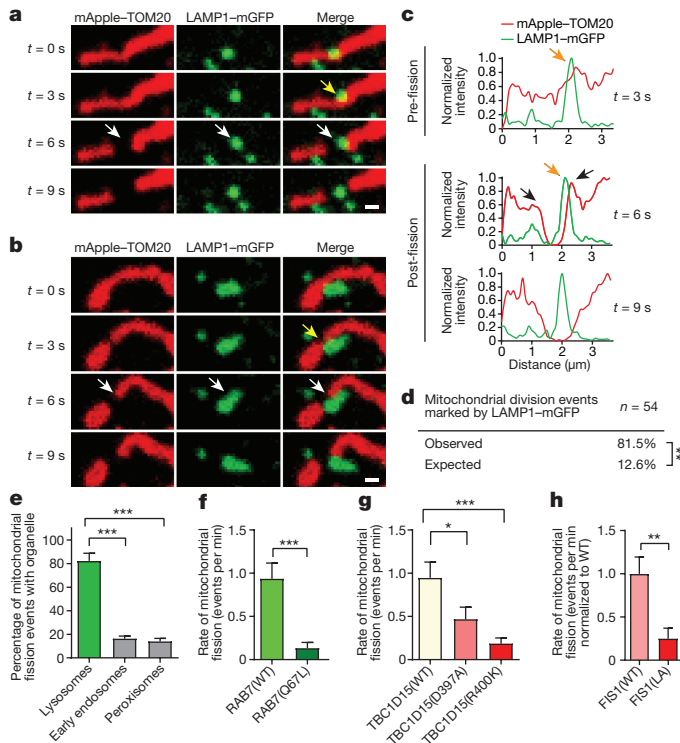 a
mApple–TOM20 LAMP1–mGFP Merge
t = 0 s
t = 3 s
t = 6 s
t = 9 s
b
mApple–TOM20 LAMP1–mGFP Merge
t = 0 s
t = 3 s
t = 6 s
t = 9 s
c
mApple–TOM20
LAMP1–mGFP
Pre-fission
Normalized
intensity
1.0
0.8
0.6
0.4
0.2
0
0 1 2 3
t = 3 s
Post-fission
Normalized
intensity
1.0
0.8
0.6
0.4
0.2
0
0 1 2 3
t = 6 s
Normalized
intensity
1.0
0.8
0.6
0.4
0.2
0
0 1 2 3
t = 9 s
Distance (μm)
d
Mitochondrial division events
marked by LAMP1–mGFP n = 54
Observed 81.5%
Expected 12.6%
**
e
Percentage of mitochondrial
fission events with organelle
100
80
60
40
20
0
***
***
Lysosomes
Early endosomes
Peroxisomes
f
Rate of mitochondrial
fission (events per min)
1.5
1.0
0.5
0
***
RAB7(WT)
RAB7(Q67L)
g
Rate of mitochondrial
fission (events per min)
1.5
1.0
0.5
0
***
*
TBC1D15(WT)
TBC1D15(D397A)
TBC1D15(R400K)
h
Rate of mitochondrial
fission (events per min
normalized to WT)
1.5
1.0
0.5
0
**
FIS1(WT)
FIS1(LA)